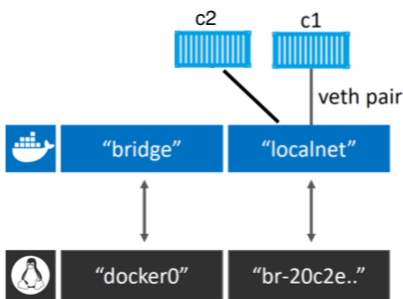 c2
c1
veth pair
“bridge”
“localnet”
“docker0”
“br-20c2e..”